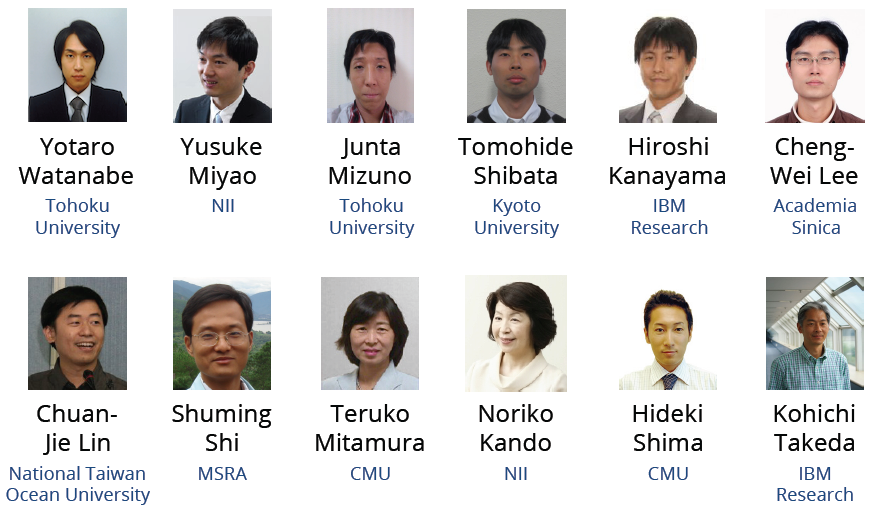 Yotaro
Watanabe
Tohoku
University
Yusuke
Miyao
NII
Junta
Mizuno
Tohoku
University
Tomohide
Shibata
Kyoto
University
Hiroshi
Kanayama
IBM
Research
Cheng-
Wei Lee
Academia
Sinica
Chuan-
Jie Lin
National Taiwan
Ocean University
Shuming
Shi
MSRA
Teruko
Mitamura
CMU
Noriko
Kando
NII
Hideki
Shima
CMU
Kohichi
Takeda
IBM
Research